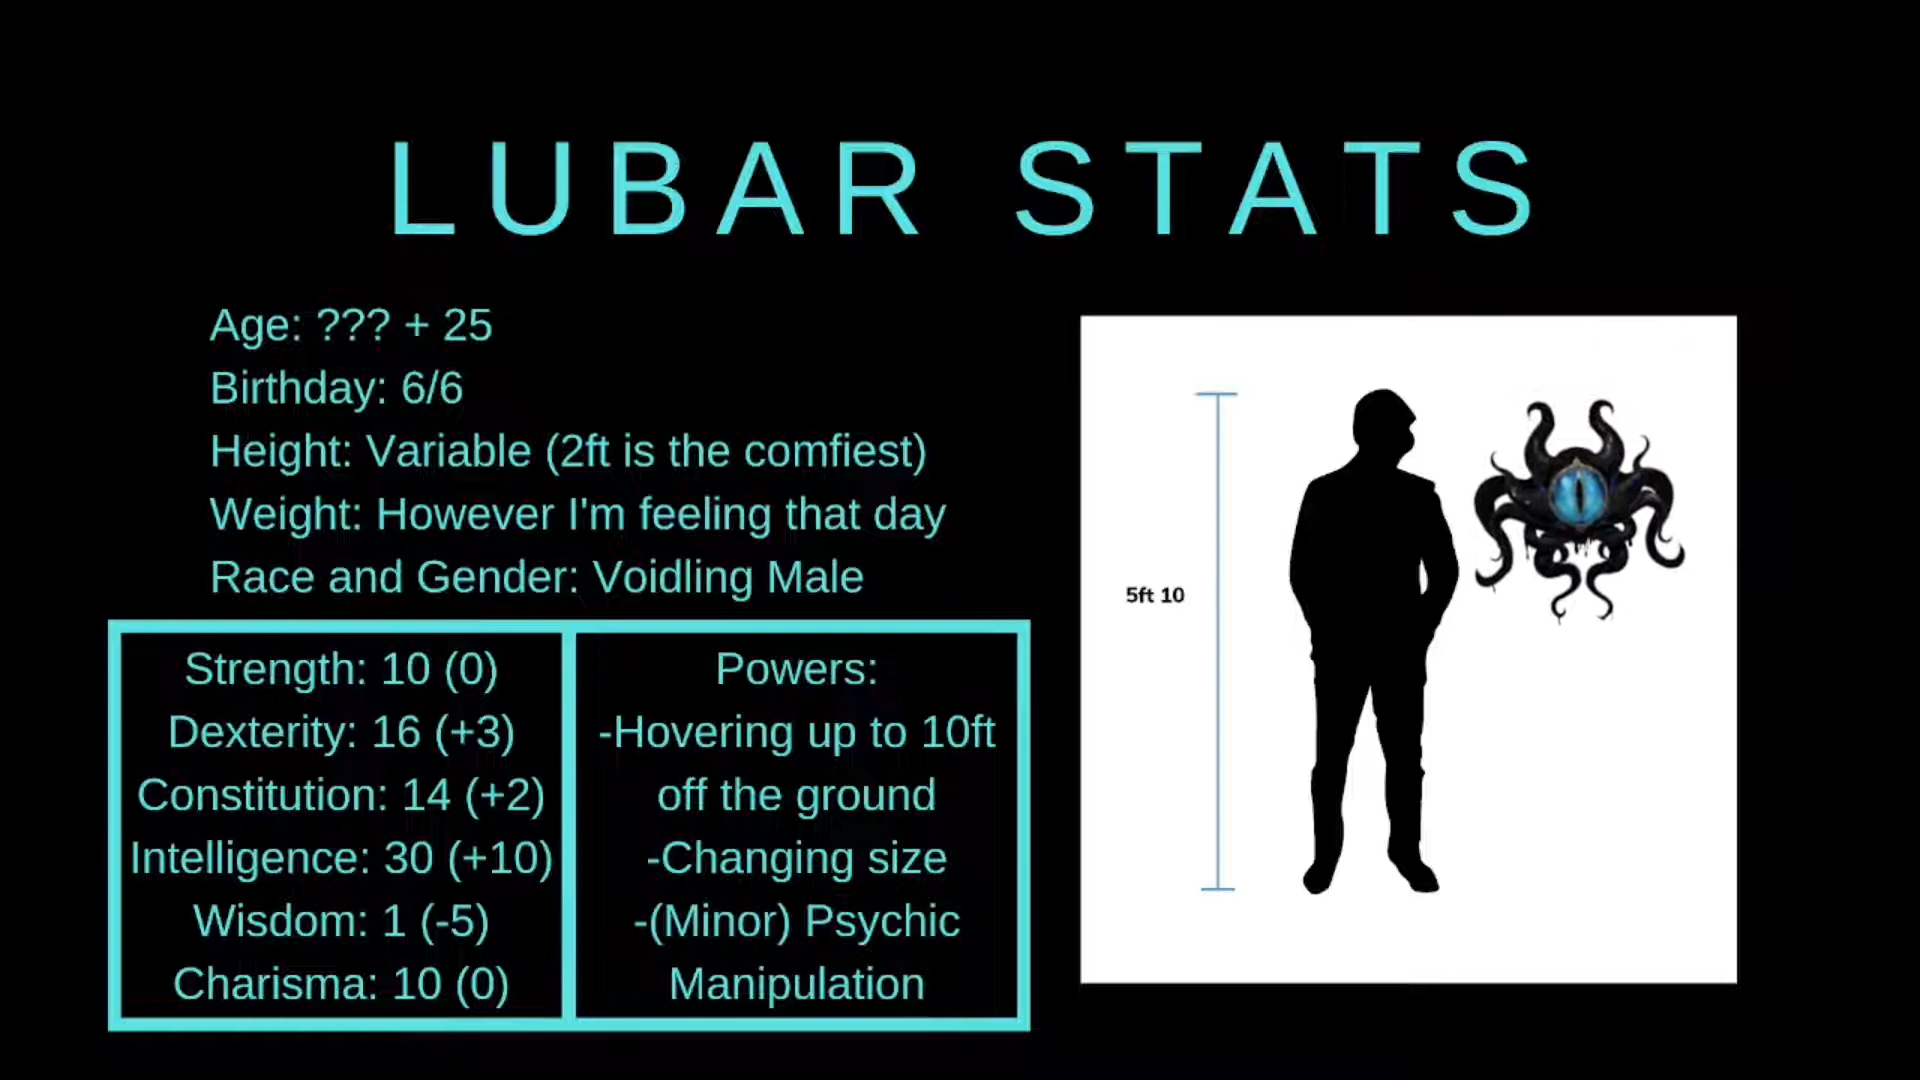 LUBAR STATS
Age: ??? + 25
Birthday: 6/6
Height: Variable (2ft is the comfiest)
Weight: However I'm feeling that day
Race and Gender: Voidling Male
Strength: 10 (0)
Dexterity: 16 (+3)
Constitution: 14 (+2)
Intelligence: 30 (+10)
Wisdom: 1 (-5)
Charisma: 10 (0)
Powers:
-Hovering up to 10ft
off the ground
-Changing size
-(Minor) Psychic
Manipulation
5ft 10